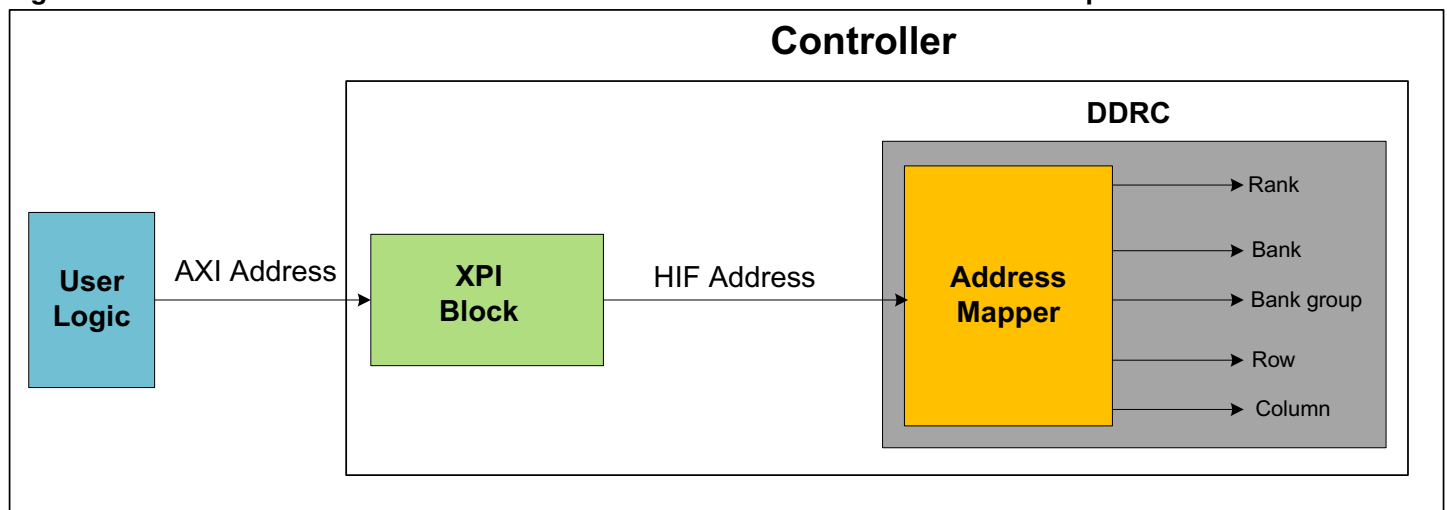 Controller
DDRC
User
Logic
AXI Address
XPI
Block
HIF Address
Address
Mapper
Rank
Bank
Bank group
Row
Column